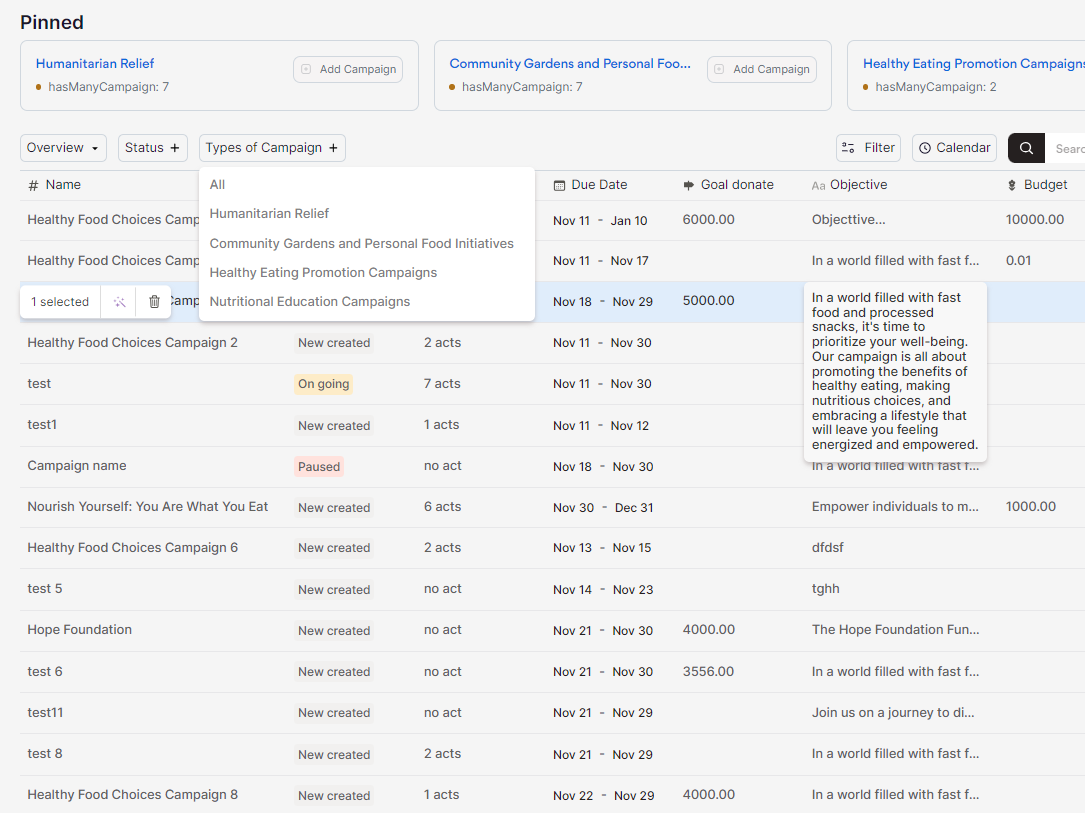 Pinned
Humanitarian Relief
Add Campaign
hasManyCampaign: 7
Community Gardens and Personal Foo...
Add Campaign
hasManyCampaign: 7
Healthy Eating Promotion Campaigns
hasManyCampaign: 2
Overview
Status +
Types of Campaign +
Filter
Calendar
Searc
# Name
Due Date
Goal donate
Aa Objective
Budget
All
Humanitarian Relief
Community Gardens and Personal Food Initiatives
Healthy Eating Promotion Campaigns
Nutritional Education Campaigns
Healthy Food Choices Camp
Nov 11 - Jan 10
6000.00
Objecttive...
10000.00
Healthy Food Choices Camp
Nov 11 - Nov 17
In a world filled with fast f...
0.01
1 selected
Camp
Nov 18 - Nov 29
5000.00
In a world filled with fast
food and processed
snacks, it's time to
prioritize your well-being.
Our campaign is all about
promoting the benefits of
healthy eating, making
nutritious choices, and
embracing a lifestyle that
will leave you feeling
energized and empowered.
Healthy Food Choices Campaign 2
New created
2 acts
Nov 11 - Nov 30
test
On going
7 acts
Nov 11 - Nov 30
test1
New created
1 acts
Nov 11 - Nov 12
Campaign name
Paused
no act
Nov 18 - Nov 30
In a world filled with fast f...
Nourish Yourself: You Are What You Eat
New created
6 acts
Nov 30 - Dec 31
Empower individuals to m...
1000.00
Healthy Food Choices Campaign 6
New created
2 acts
Nov 13 - Nov 15
dfdsf
test 5
New created
no act
Nov 14 - Nov 23
tghh
Hope Foundation
New created
no act
Nov 21 - Nov 30
4000.00
The Hope Foundation Fun...
test 6
New created
no act
Nov 21 - Nov 30
3556.00
In a world filled with fast f...
test11
New created
no act
Nov 21 - Nov 29
Join us on a journey to di...
test 8
New created
2 acts
Nov 21 - Nov 29
In a world filled with fast f...
Healthy Food Choices Campaign 8
New created
1 acts
Nov 22 - Nov 29
4000.00
In a world filled with fast f...